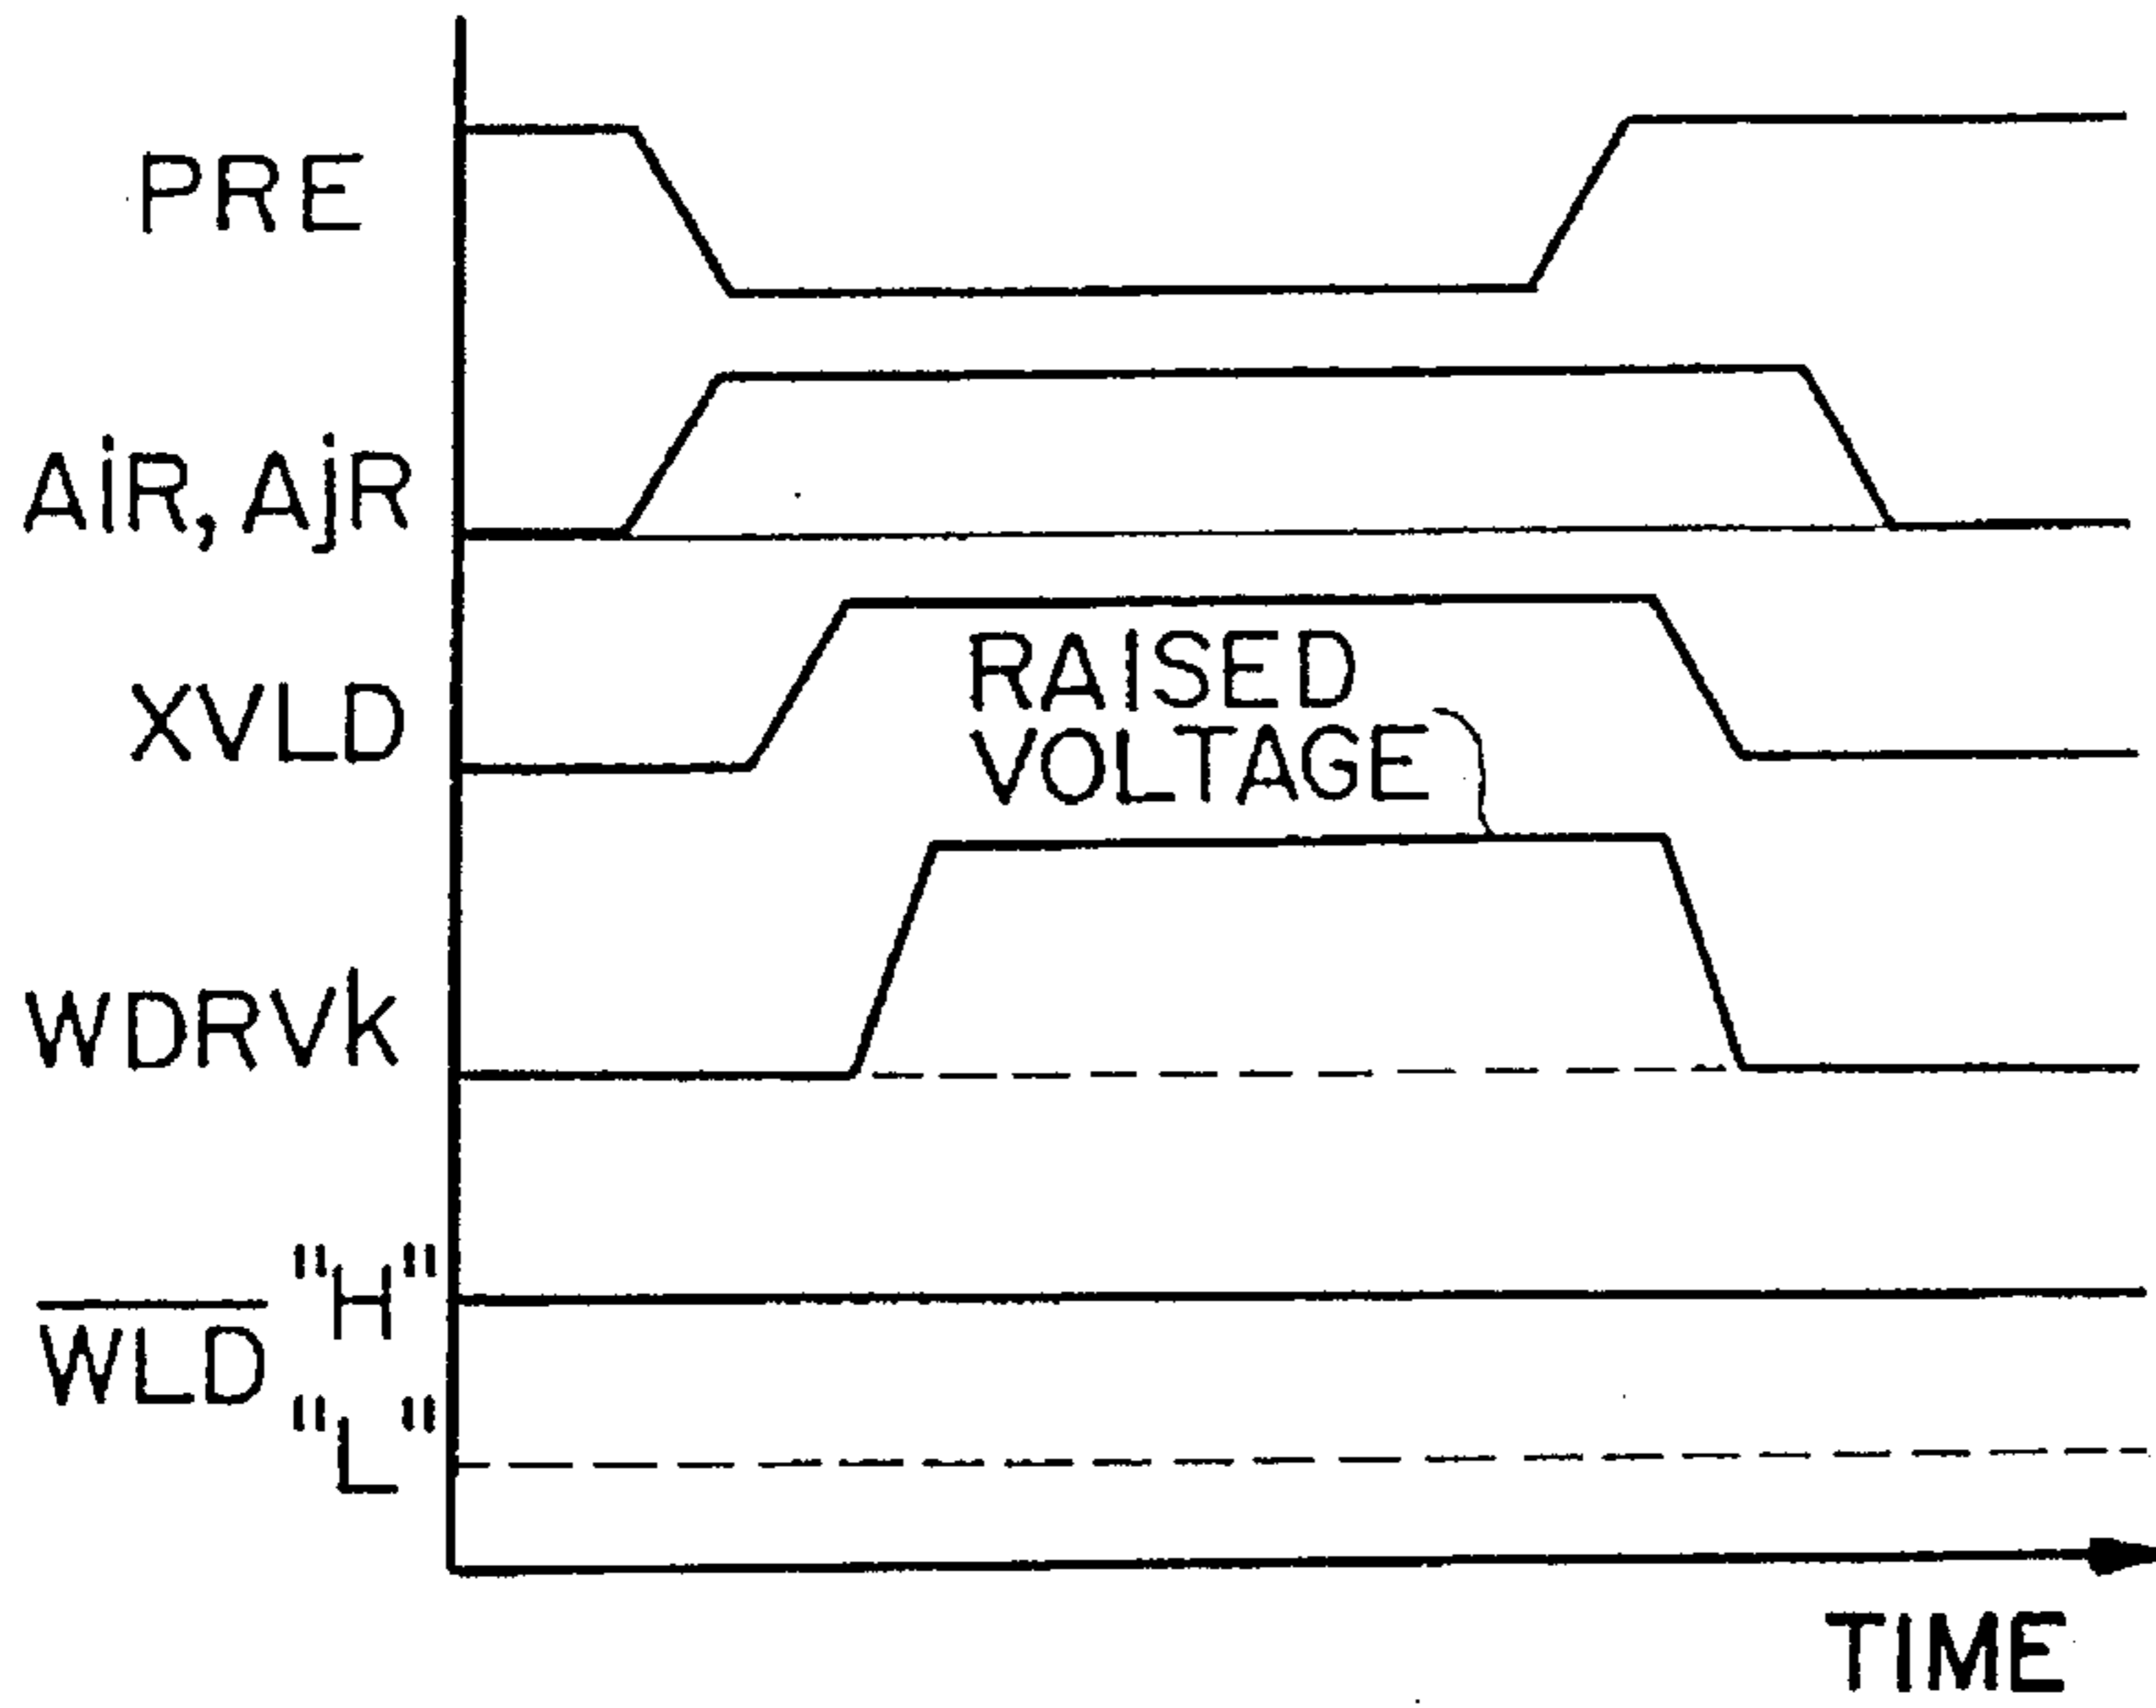 PRE
AiR, AjR
XVLD
RAISED
VOLTAGE
WDRVk
"H"
WLD
"L"
TIME